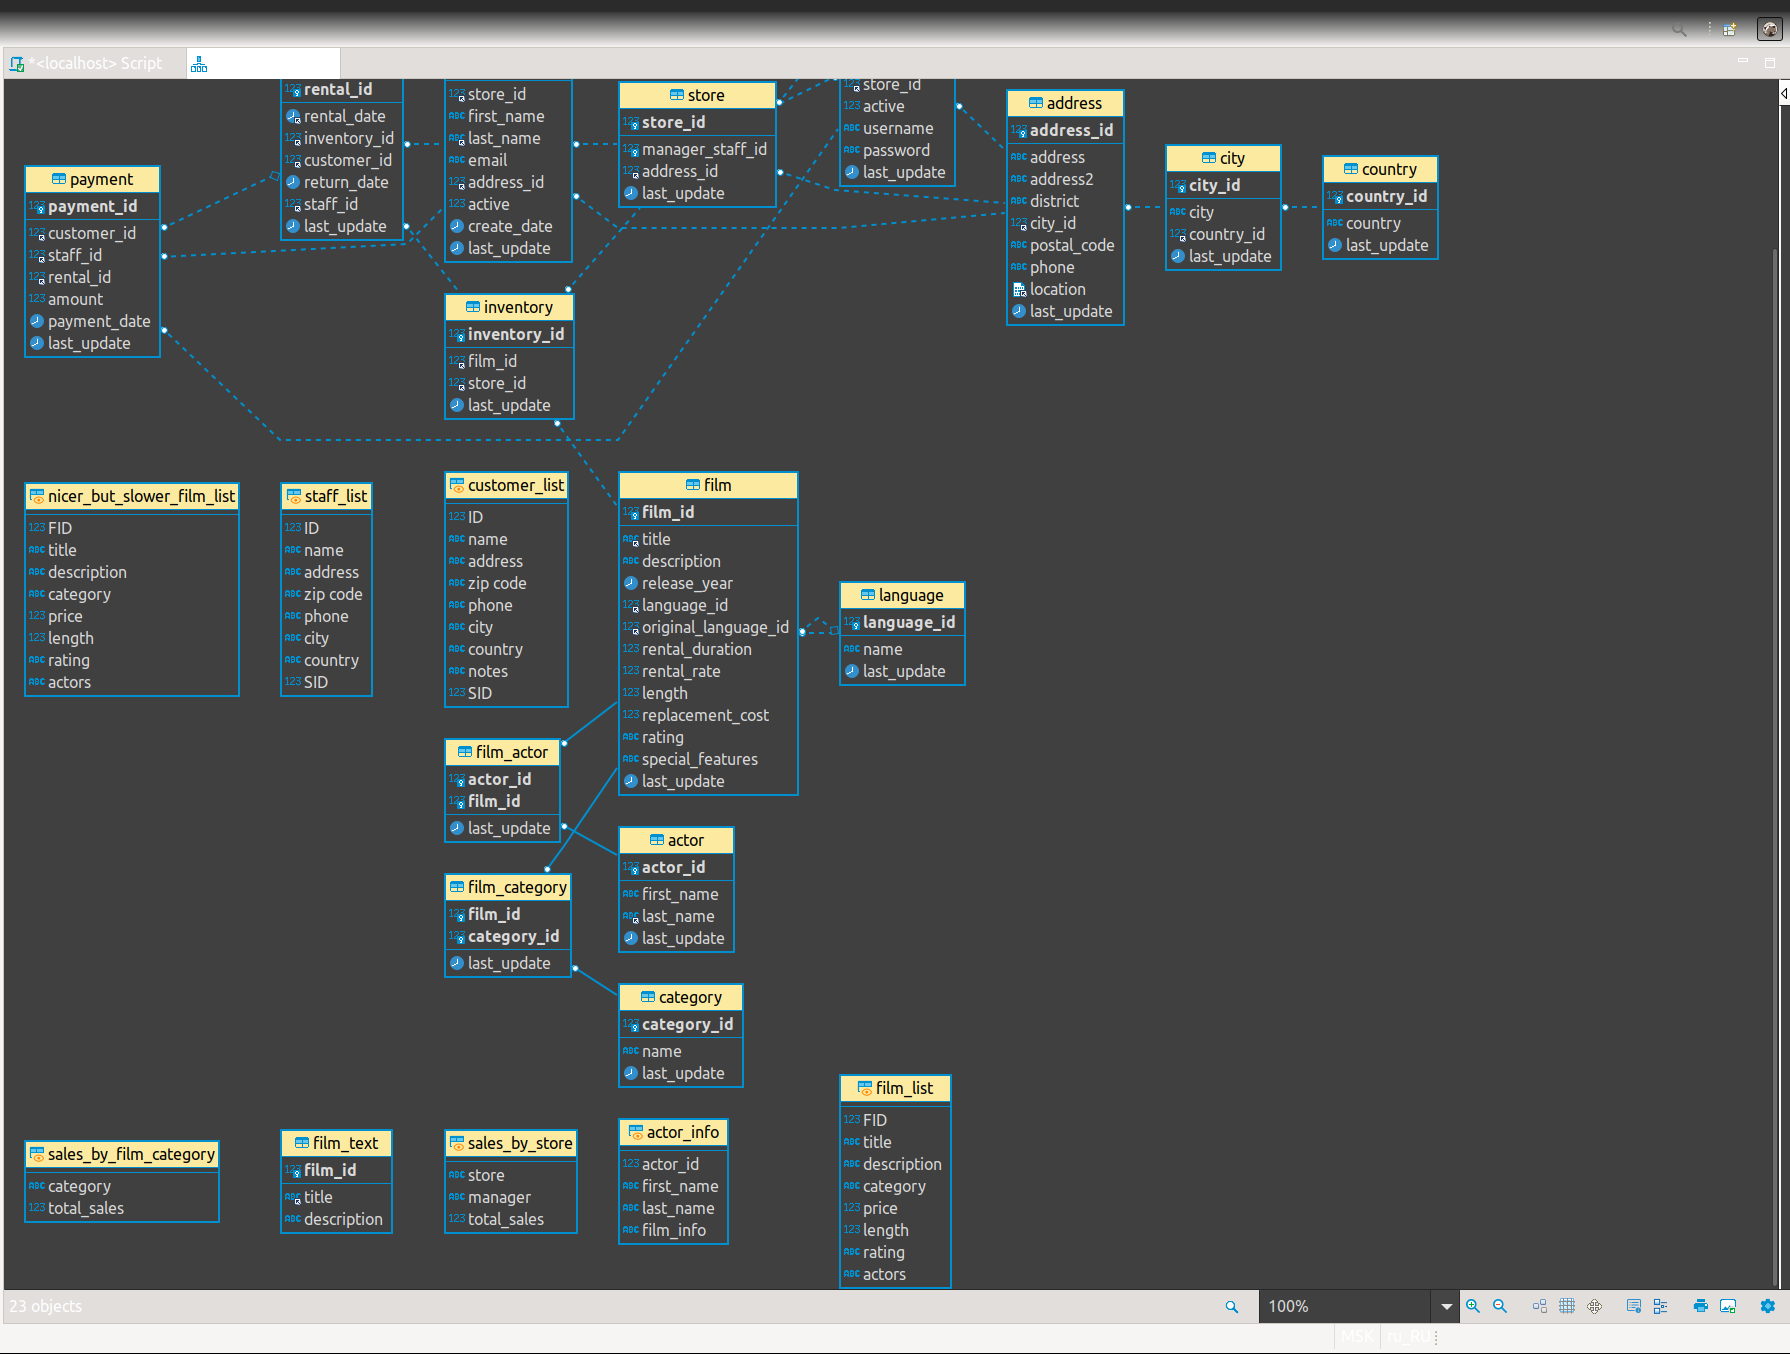 *<localhost> Script
rental_id
rental_date
inventory_id
customer_id
return_date
staff_id
last_update
store_id
first_name
last_name
email
address_id
active
create_date
last_update
store
store_id
manager_staff_id
address_id
last_update
store_id
active
username
password
last_update
address
address_id
address
address2
district
city_id
postal_code
phone
location
last_update
city
city_id
city
country_id
last_update
country
country_id
country
last_update
payment
payment_id
customer_id
staff_id
rental_id
amount
payment_date
last_update
inventory
inventory_id
film_id
store_id
last_update
nicer_but_slower_film_list
FID
title
description
category
price
length
rating
actors
staff_list
ID
name
address
zip code
phone
city
country
SID
customer_list
ID
name
address
zip code
phone
city
country
notes
SID
film
film_id
title
description
release_year
language_id
original_language_id
rental_duration
rental_rate
length
replacement_cost
rating
special_features
last_update
language
language_id
name
last_update
film_actor
actor_id
film_id
last_update
actor
actor_id
first_name
last_name
last_update
film_category
film_id
category_id
last_update
category
category_id
name
last_update
sales_by_film_category
category
total_sales
film_text
film_id
title
description
sales_by_store
store
manager
total_sales
actor_info
actor_id
first_name
last_name
film_info
film_list
FID
title
description
category
price
length
rating
actors
23 objects
100%
MSK
ru_RU